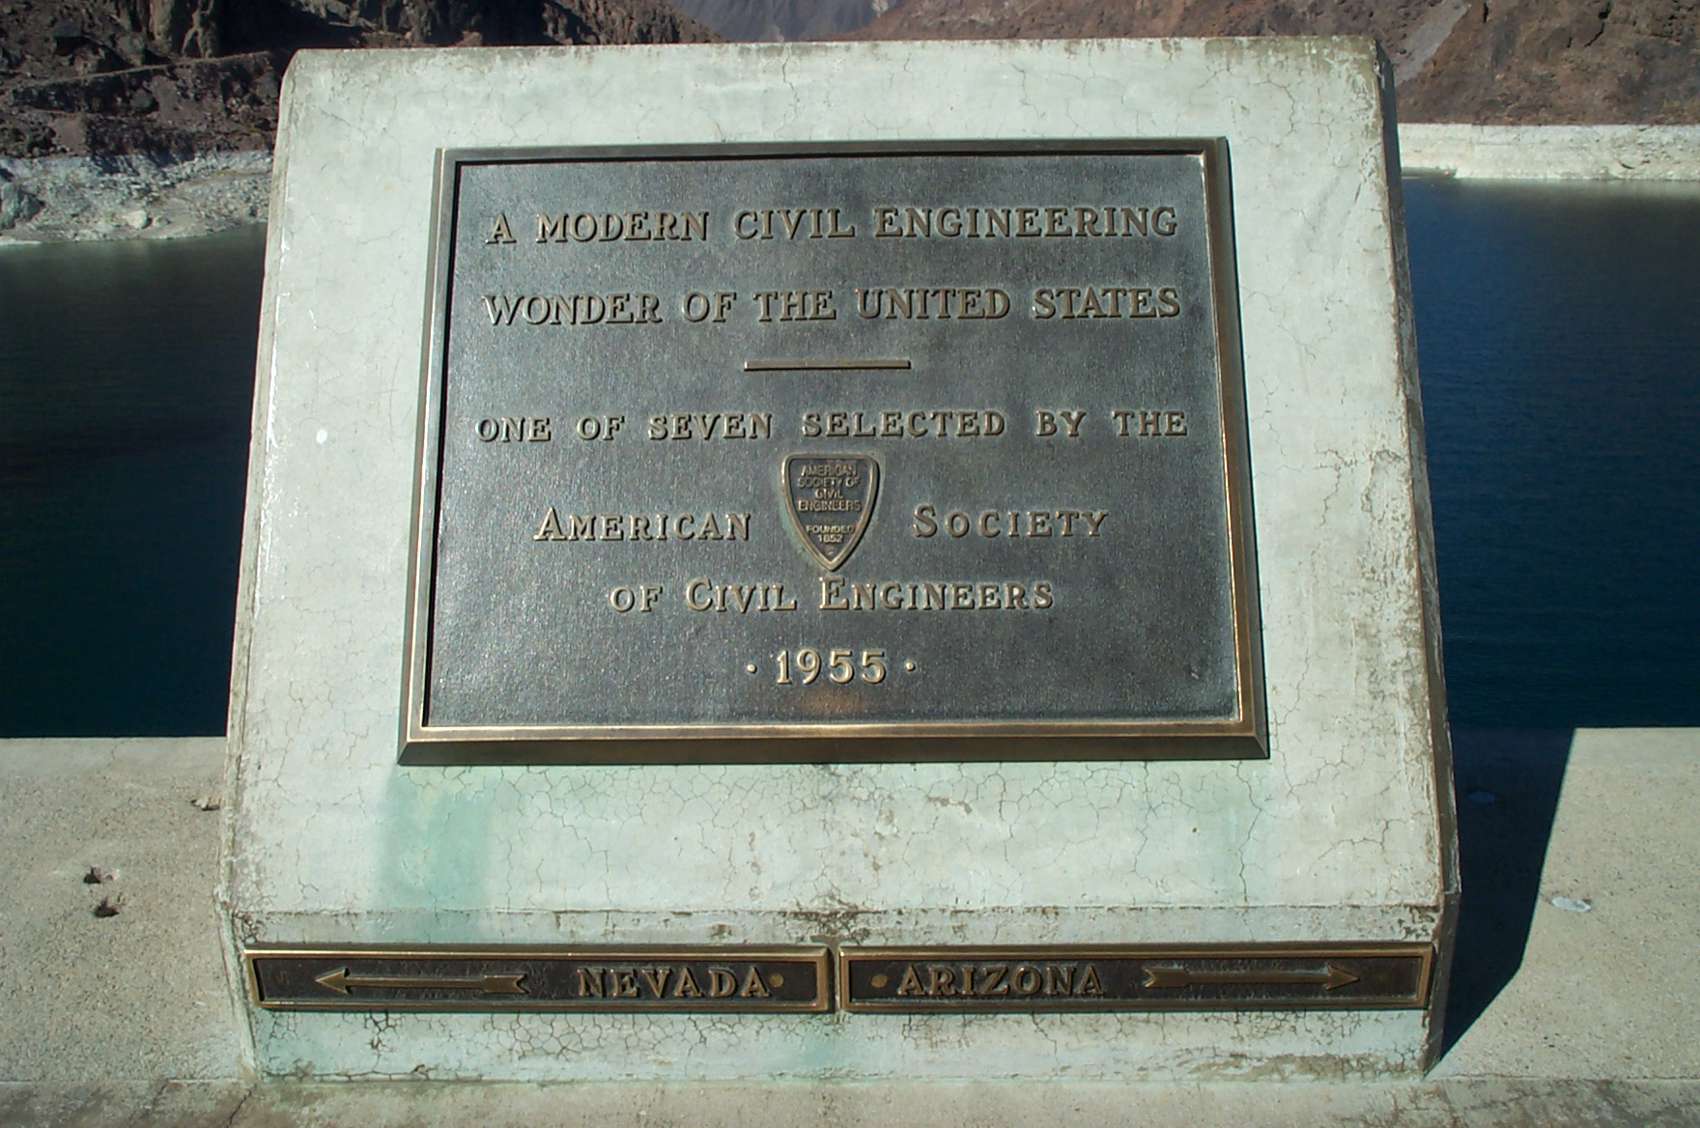 A MODERN CIVIL ENGINEERING
WONDER OF THE UNITED STATES
ONE OF SEVEN SELECTED BY THE
AMERICAN
SOCIETY OF
CIVIL
ENGINEERS
FOUNDED
1852
AMERICAN SOCIETY
OF CIVIL ENGINEERS
· 1955 ·
NEVADA
ARIZONA